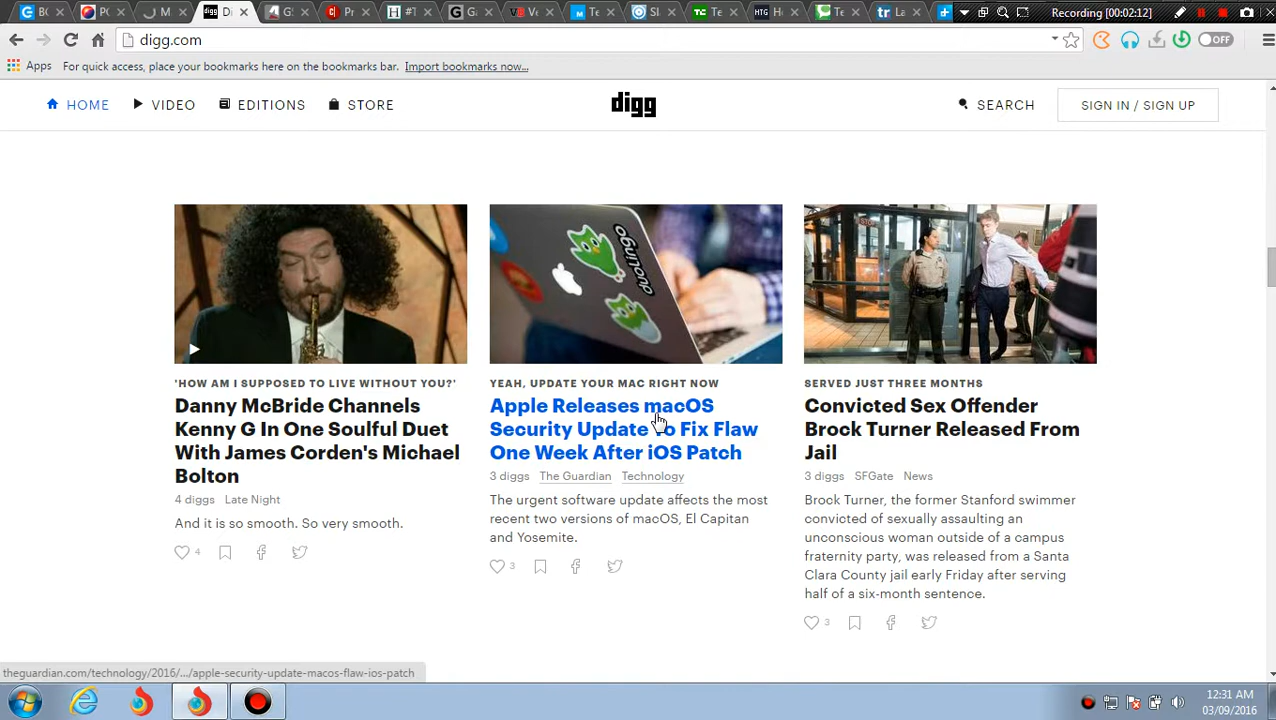 Recording [00:02:12]
digg.com
OFF
Apps For quick access, place your bookmarks here on the bookmarks bar. Import bookmarks now...
HOME VIDEO EDITIONS STORE digg SEARCH SIGN IN / SIGN UP
duolingo
'HOW AM I SUPPOSED TO LIVE WITHOUT YOU?'
Danny McBride Channels
Kenny G In One Soulful Duet
With James Corden's Michael
Bolton
4 diggs Late Night
And it is so smooth. So very smooth.
4
YEAH, UPDATE YOUR MAC RIGHT NOW
Apple Releases macOS
Security Update To Fix Flaw
One Week After iOS Patch
3 diggs The Guardian Technology
The urgent software update affects the most
recent two versions of macOS, El Capitan
and Yosemite.
3
SERVED JUST THREE MONTHS
Convicted Sex Offender
Brock Turner Released From
Jail
3 diggs SFGate News
Brock Turner, the former Stanford swimmer
convicted of sexually assaulting an
unconscious woman outside of a campus
fraternity party, was released from a Santa
Clara County jail early Friday after serving
half of a six-month sentence.
3
theguardian.com/technology/2016/.../apple-security-update-macos-flaw-ios-patch
12:31 AM
03/09/2016